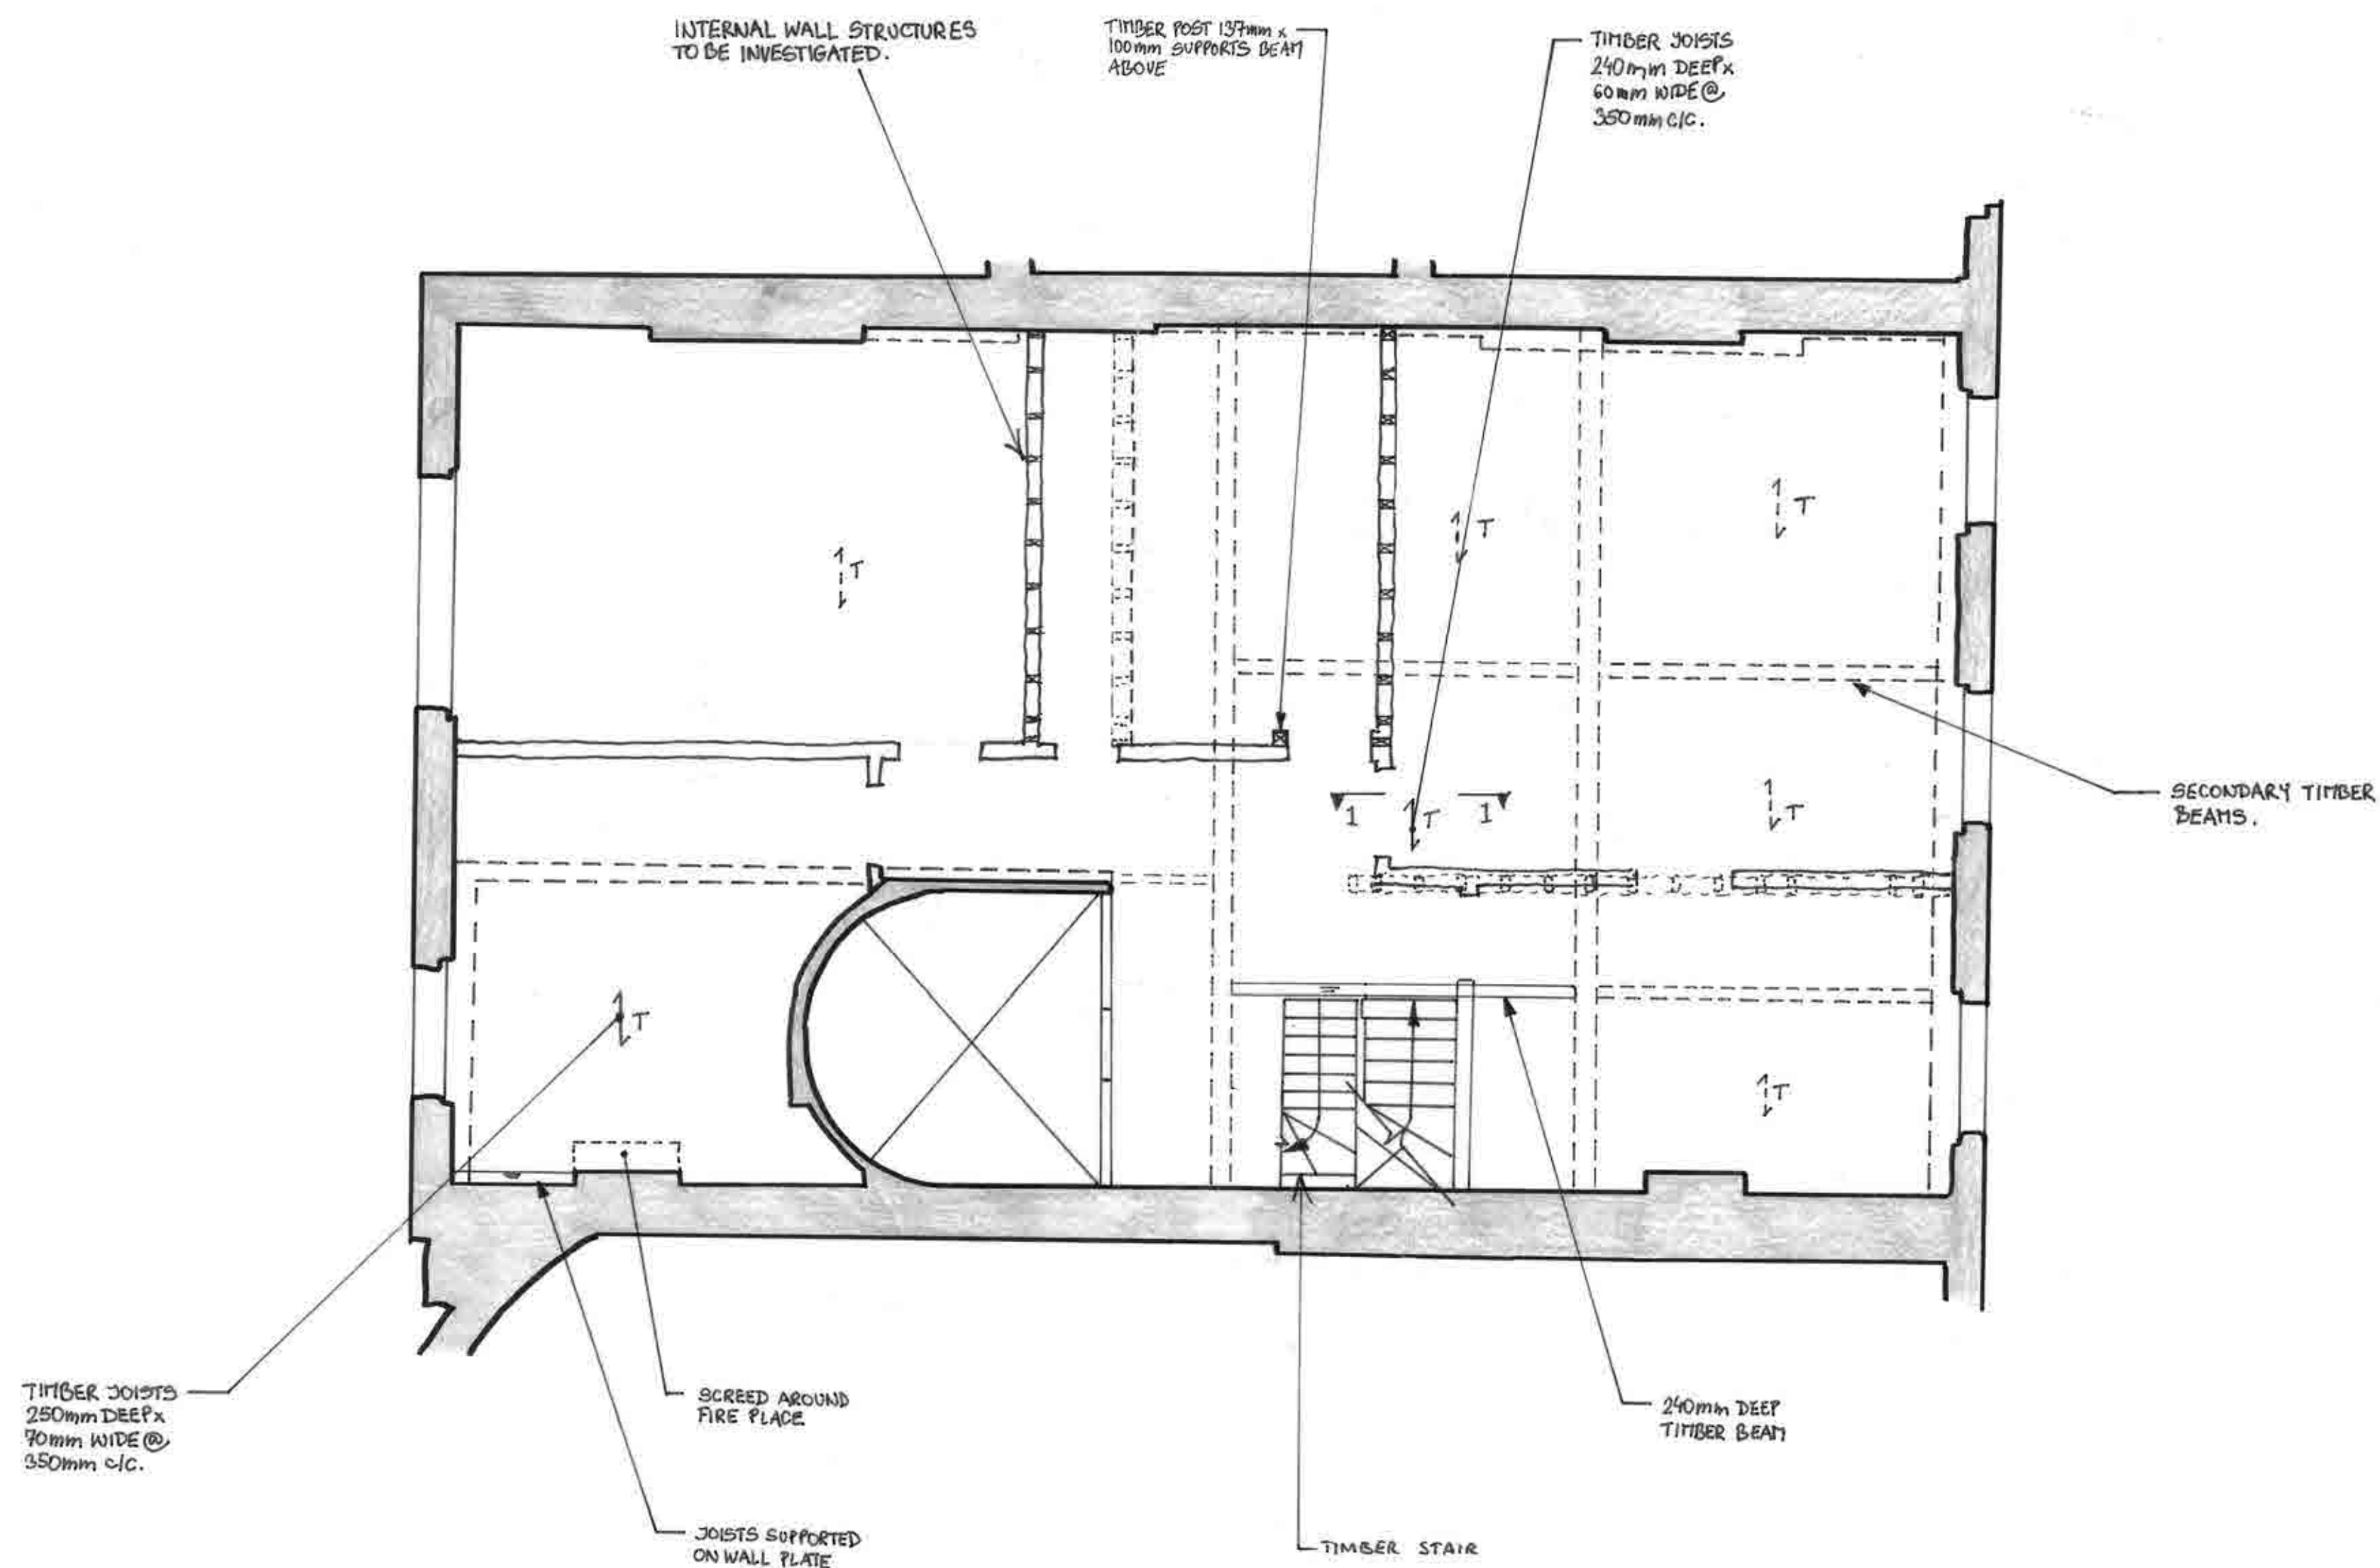 INTERNAL WALL STRUCTURES
TO BE INVESTIGATED.
TIMBER POST 137mm x
100mm SUPPORTS BEAM
ABOVE
TIMBER JOISTS
240mm DEEP x
60mm WIDE @
350mm c/c.
T
T
T
T
SECONDARY TIMBER
BEAMS.
1
T
1
T
T
TIMBER JOISTS
250mm DEEP x
70mm WIDE @
350mm c/c.
SCREED AROUND
FIRE PLACE
240mm DEEP
TIMBER BEAM
JOISTS SUPPORTED
ON WALL PLATE
TIMBER STAIR